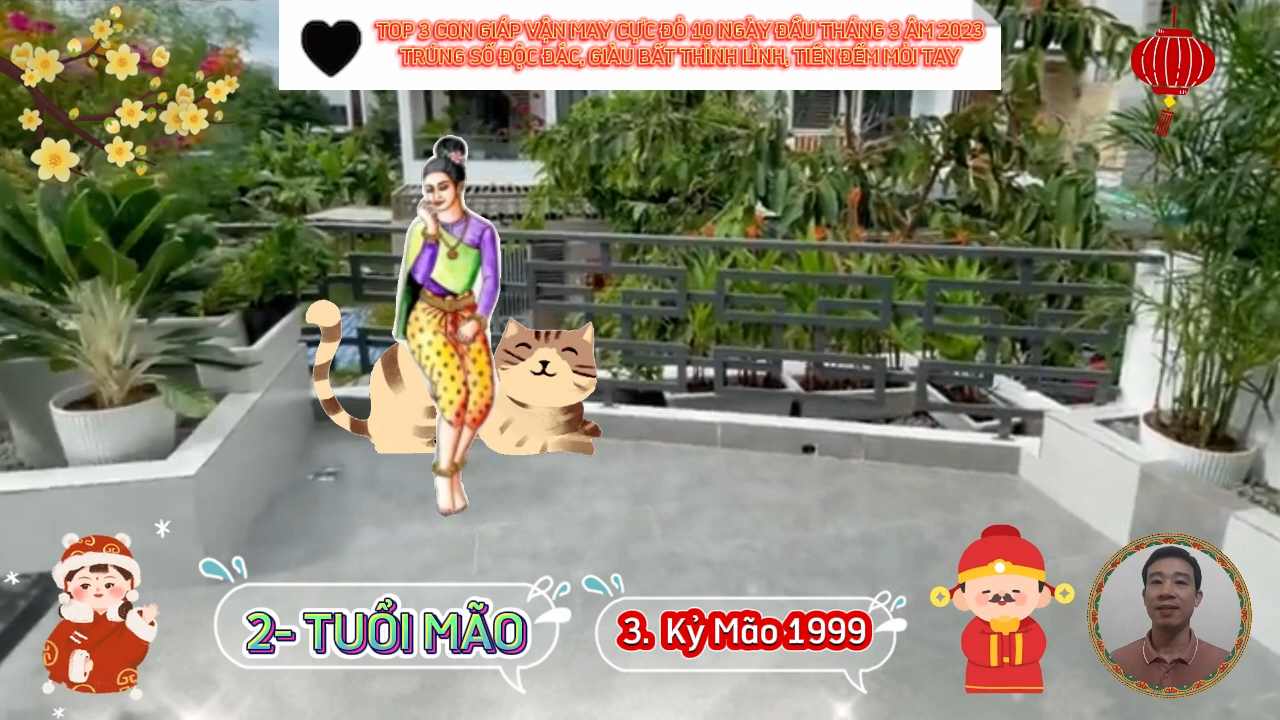 TOP 3 CON GIÁP VẬN MAY CỰC ĐỎ 10 NGÀY ĐẦU THÁNG 3 ÂM 2023
TRÚNG SỐ ĐỘC ĐẮC, GIÀU BẤT THÌNH LÌNH, TIỀN ĐẾM MỎI TAY
2- TUỔI MÃO
3. Kỷ Mão 1999